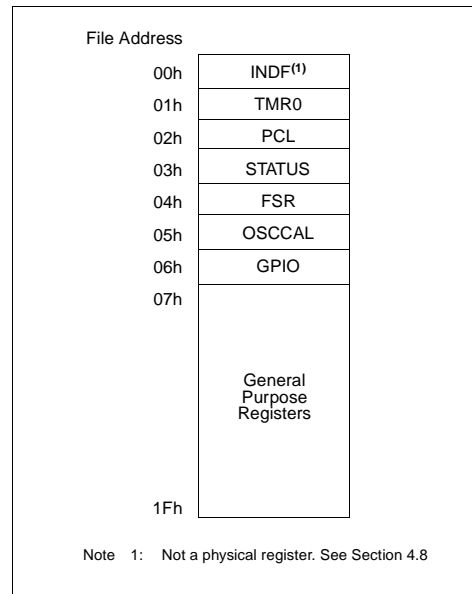 File Address
00h INDF(1)
01h TMR0
02h PCL
03h STATUS
04h FSR
05h OSCCAL
06h GPIO
07h
General
Purpose
Registers
1Fh
Note 1: Not a physical register. See Section 4.8